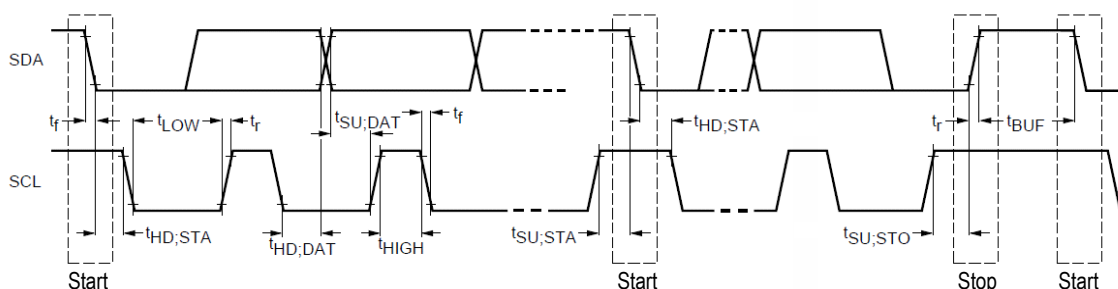 SDA
tf tLOW tr tSU;DAT tf tHD;STA tr tBUF
SCL
tHD;STA tHD;DAT tHIGH tSU;STA tSU;STO
Start Start Stop Start